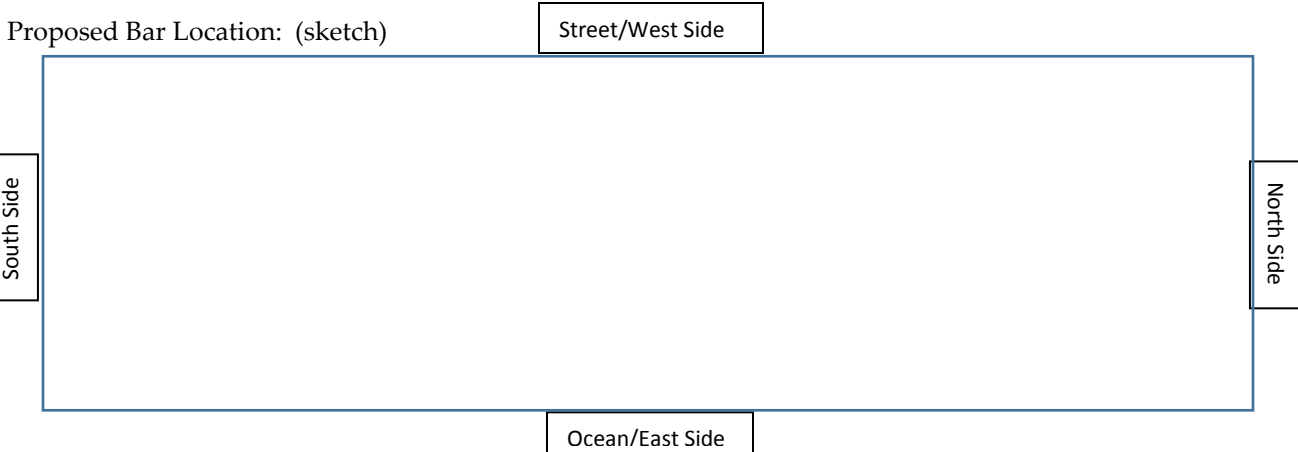 Proposed Bar Location: (sketch)
Street/West Side
South Side
North Side
Ocean/East Side